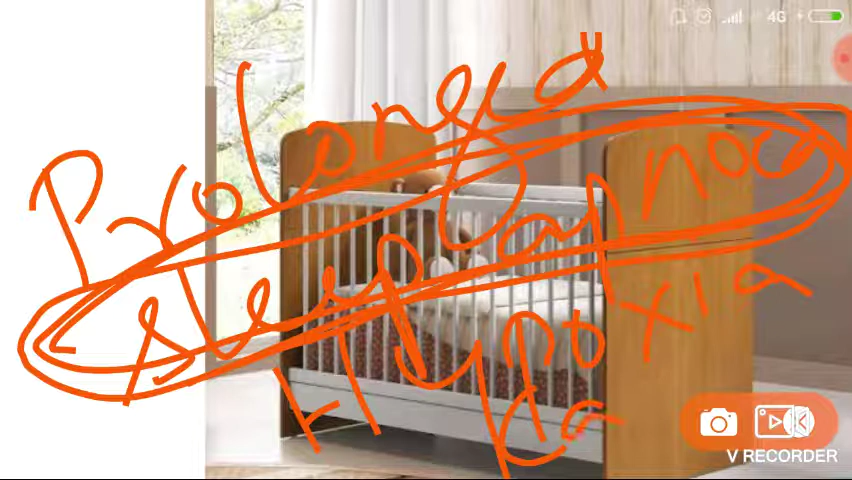 4G
Prolonged
sleep apnoea
Hypoxia
V RECORDER